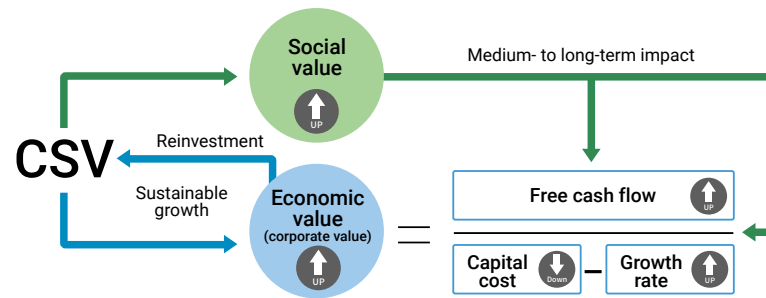 Social
value
UP
Medium- to long-term impact
CSV
Reinvestment
Sustainable
growth
Economic
value
(corporate value)
UP
=
Free cash flow
UP
Capital
cost
Down
–
Growth
rate
UP